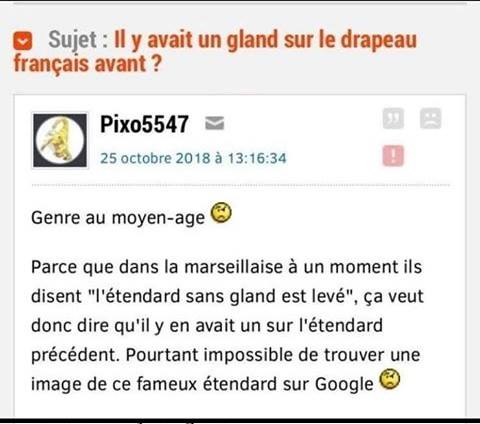 Sujet : Il y avait un gland sur le drapeau
français avant ?
Pixo5547
25 octobre 2018 à 13:16:34
Genre au moyen-age
Parce que dans la marseillaise à un moment ils
disent "l'étendard sans gland est levé", ça veut
donc dire qu'il y en avait un sur l'étendard
précédent. Pourtant impossible de trouver une
image de ce fameux étendard sur Google